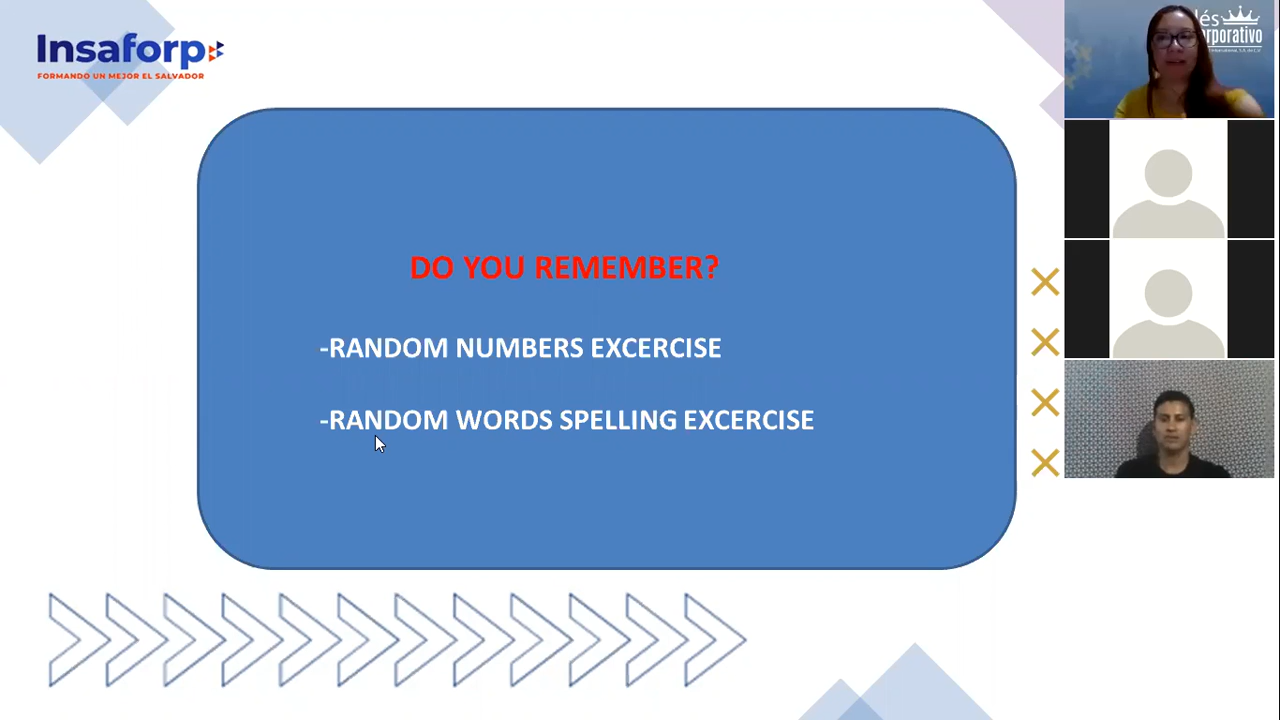 Insaforp
FORMANDO UN MEJOR EL SALVADOR
DO YOU REMEMBER?
-RANDOM NUMBERS EXCERCISE
-RANDOM WORDS SPELLING EXCERCISE